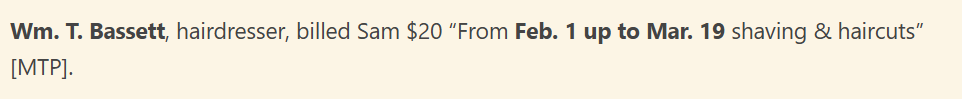 Wm. T. Bassett, hairdresser, billed Sam $20 “From Feb. 1 up to Mar. 19 shaving & haircuts”
[MTP].